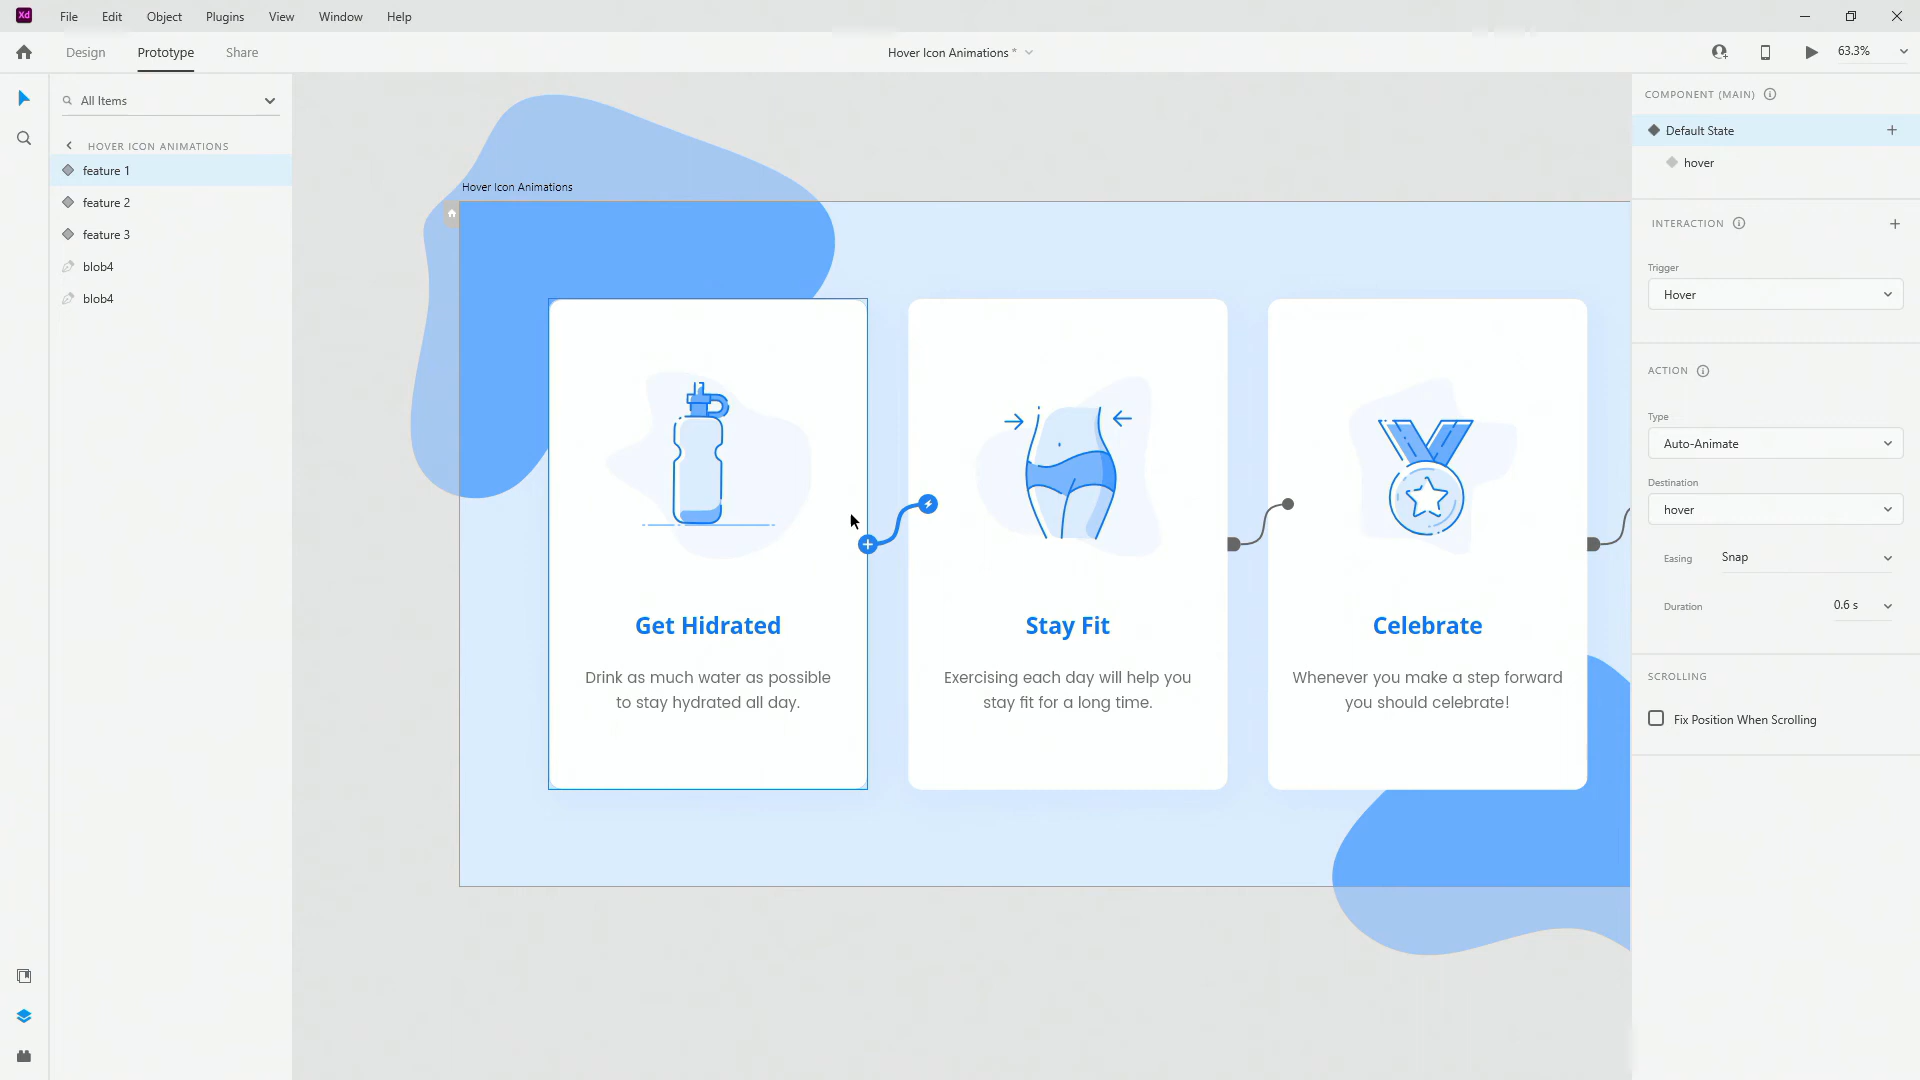 Xd
File Edit Object Plugins View Window Help
Design Prototype Share
Hover Icon Animations *
63.3%
All Items
HOVER ICON ANIMATIONS
feature 1
feature 2
feature 3
blob4
blob4
Hover Icon Animations
Get Hidrated
Drink as much water as possible
to stay hydrated all day.
Stay Fit
Exercising each day will help you
stay fit for a long time.
Celebrate
Whenever you make a step forward
you should celebrate!
COMPONENT (MAIN)
Default State
hover
INTERACTION
Trigger
Hover
ACTION
Type
Auto-Animate
Destination
hover
Easing Snap
Duration 0.6 s
SCROLLING
Fix Position When Scrolling